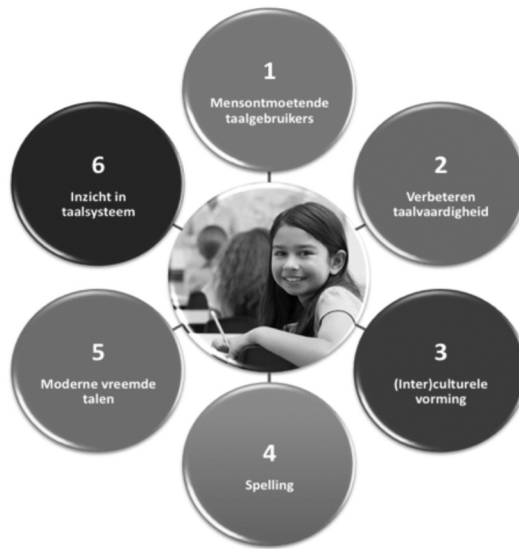 1
Mensontmoetende
taalgebruikers
2
Verbeteren
taalvaardigheid
3
(Inter)culturele
vorming
4
Spelling
5
Moderne vreemde
talen
6
Inzicht in
taalsysteem